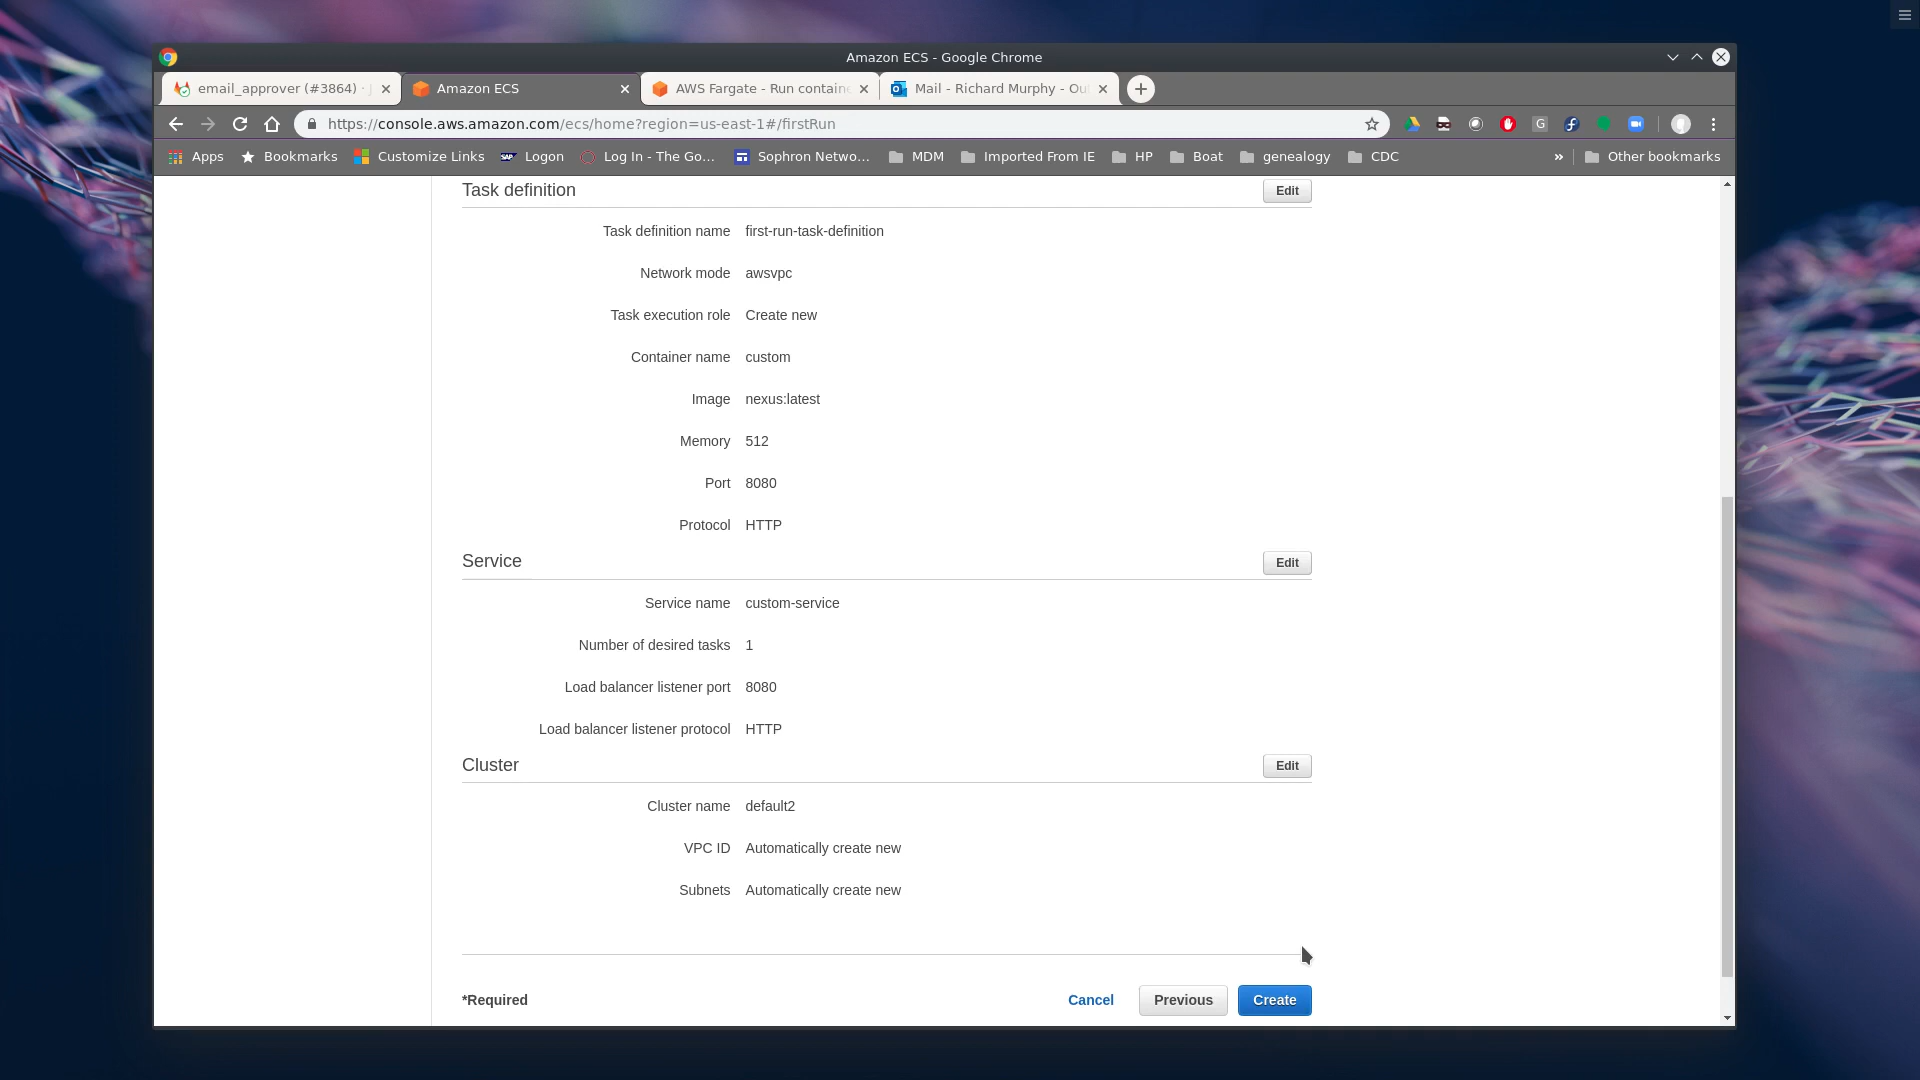 Amazon ECS - Google Chrome
email_approver (#3864) · J
Amazon ECS
AWS Fargate - Run containe
Mail - Richard Murphy - Ou
https://console.aws.amazon.com/ecs/home?region=us-east-1#/firstRun
Apps
Bookmarks
Customize Links
SAP
Logon
Log In - The Go...
Sophron Netwo...
MDM
Imported From IE
HP
Boat
genealogy
CDC
»
Other bookmarks
Task definition
Edit
Task definition name first-run-task-definition
Network mode awsvpc
Task execution role Create new
Container name custom
Image nexus:latest
Memory 512
Port 8080
Protocol HTTP
Service
Edit
Service name custom-service
Number of desired tasks 1
Load balancer listener port 8080
Load balancer listener protocol HTTP
Cluster
Edit
Cluster name default2
VPC ID Automatically create new
Subnets Automatically create new
*Required
Cancel
Previous
Create